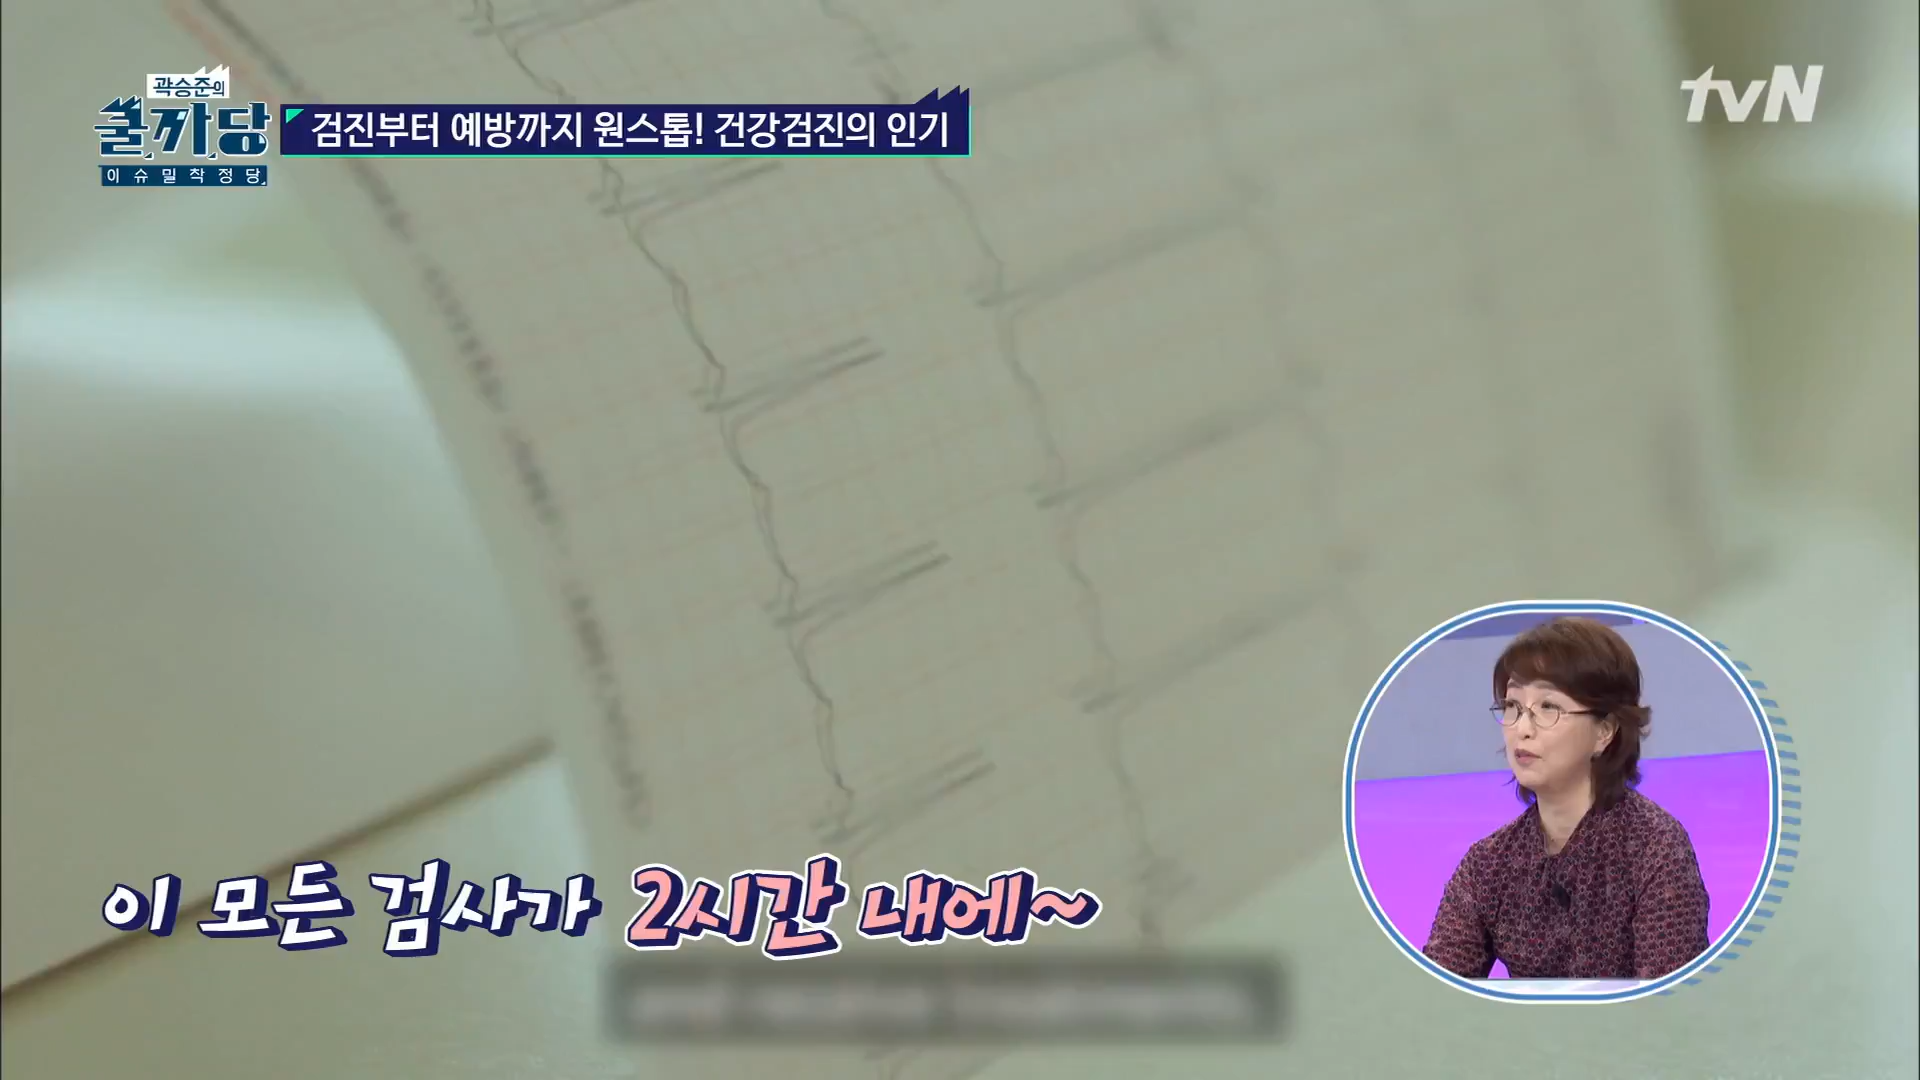 곽승준의
쿨까당
이슈밀착정당
검진부터 예방까지 원스톱! 건강검진의 인기
tvN
이 모든 검사가 2시간 내에~